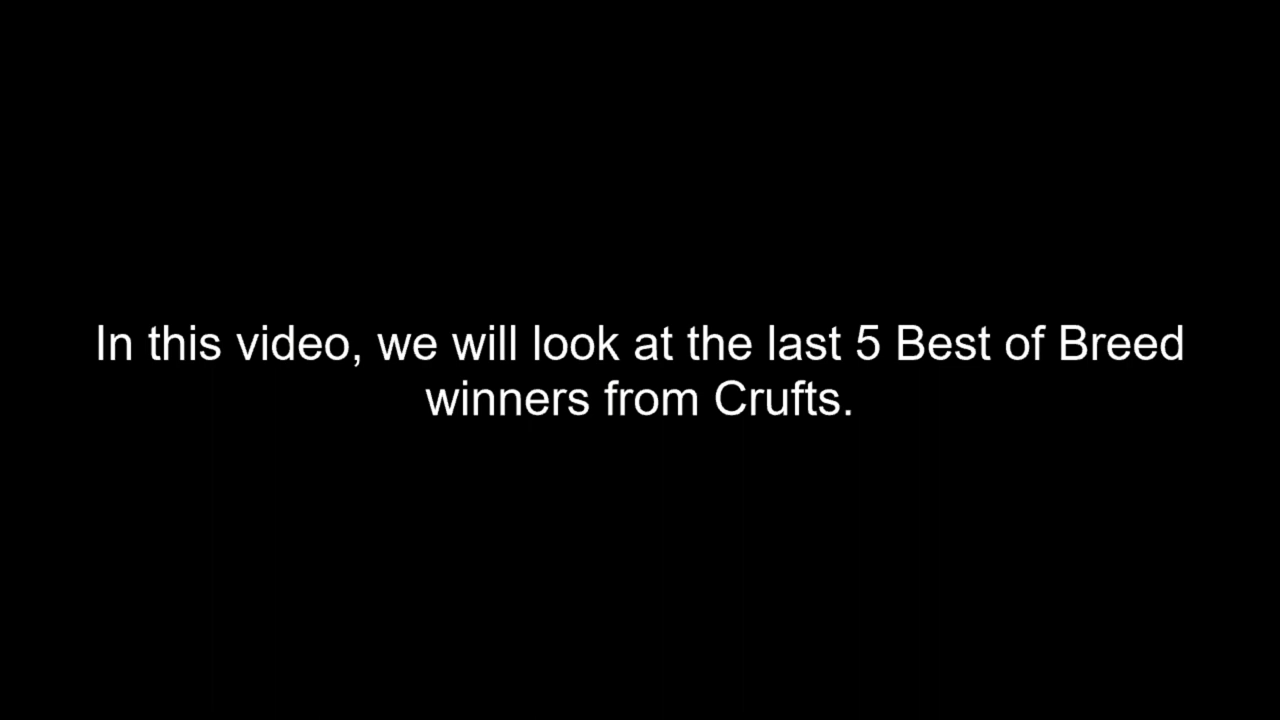 In this video, we will look at the last 5 Best of Breed
winners from Crufts.